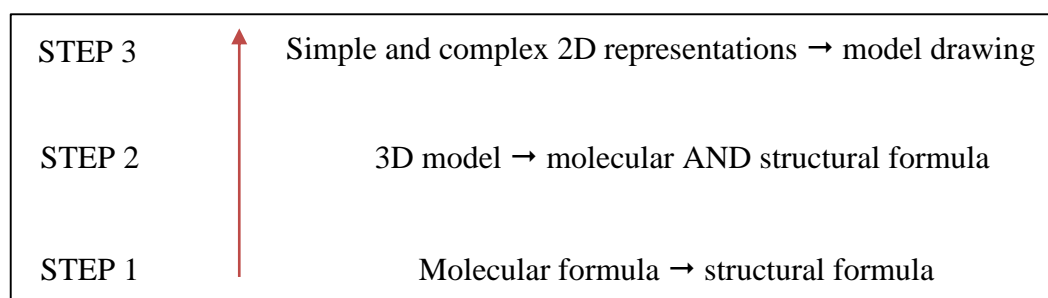 STEP 3 Simple and complex 2D representations → model drawing
STEP 2 3D model → molecular AND structural formula
STEP 1 Molecular formula → structural formula